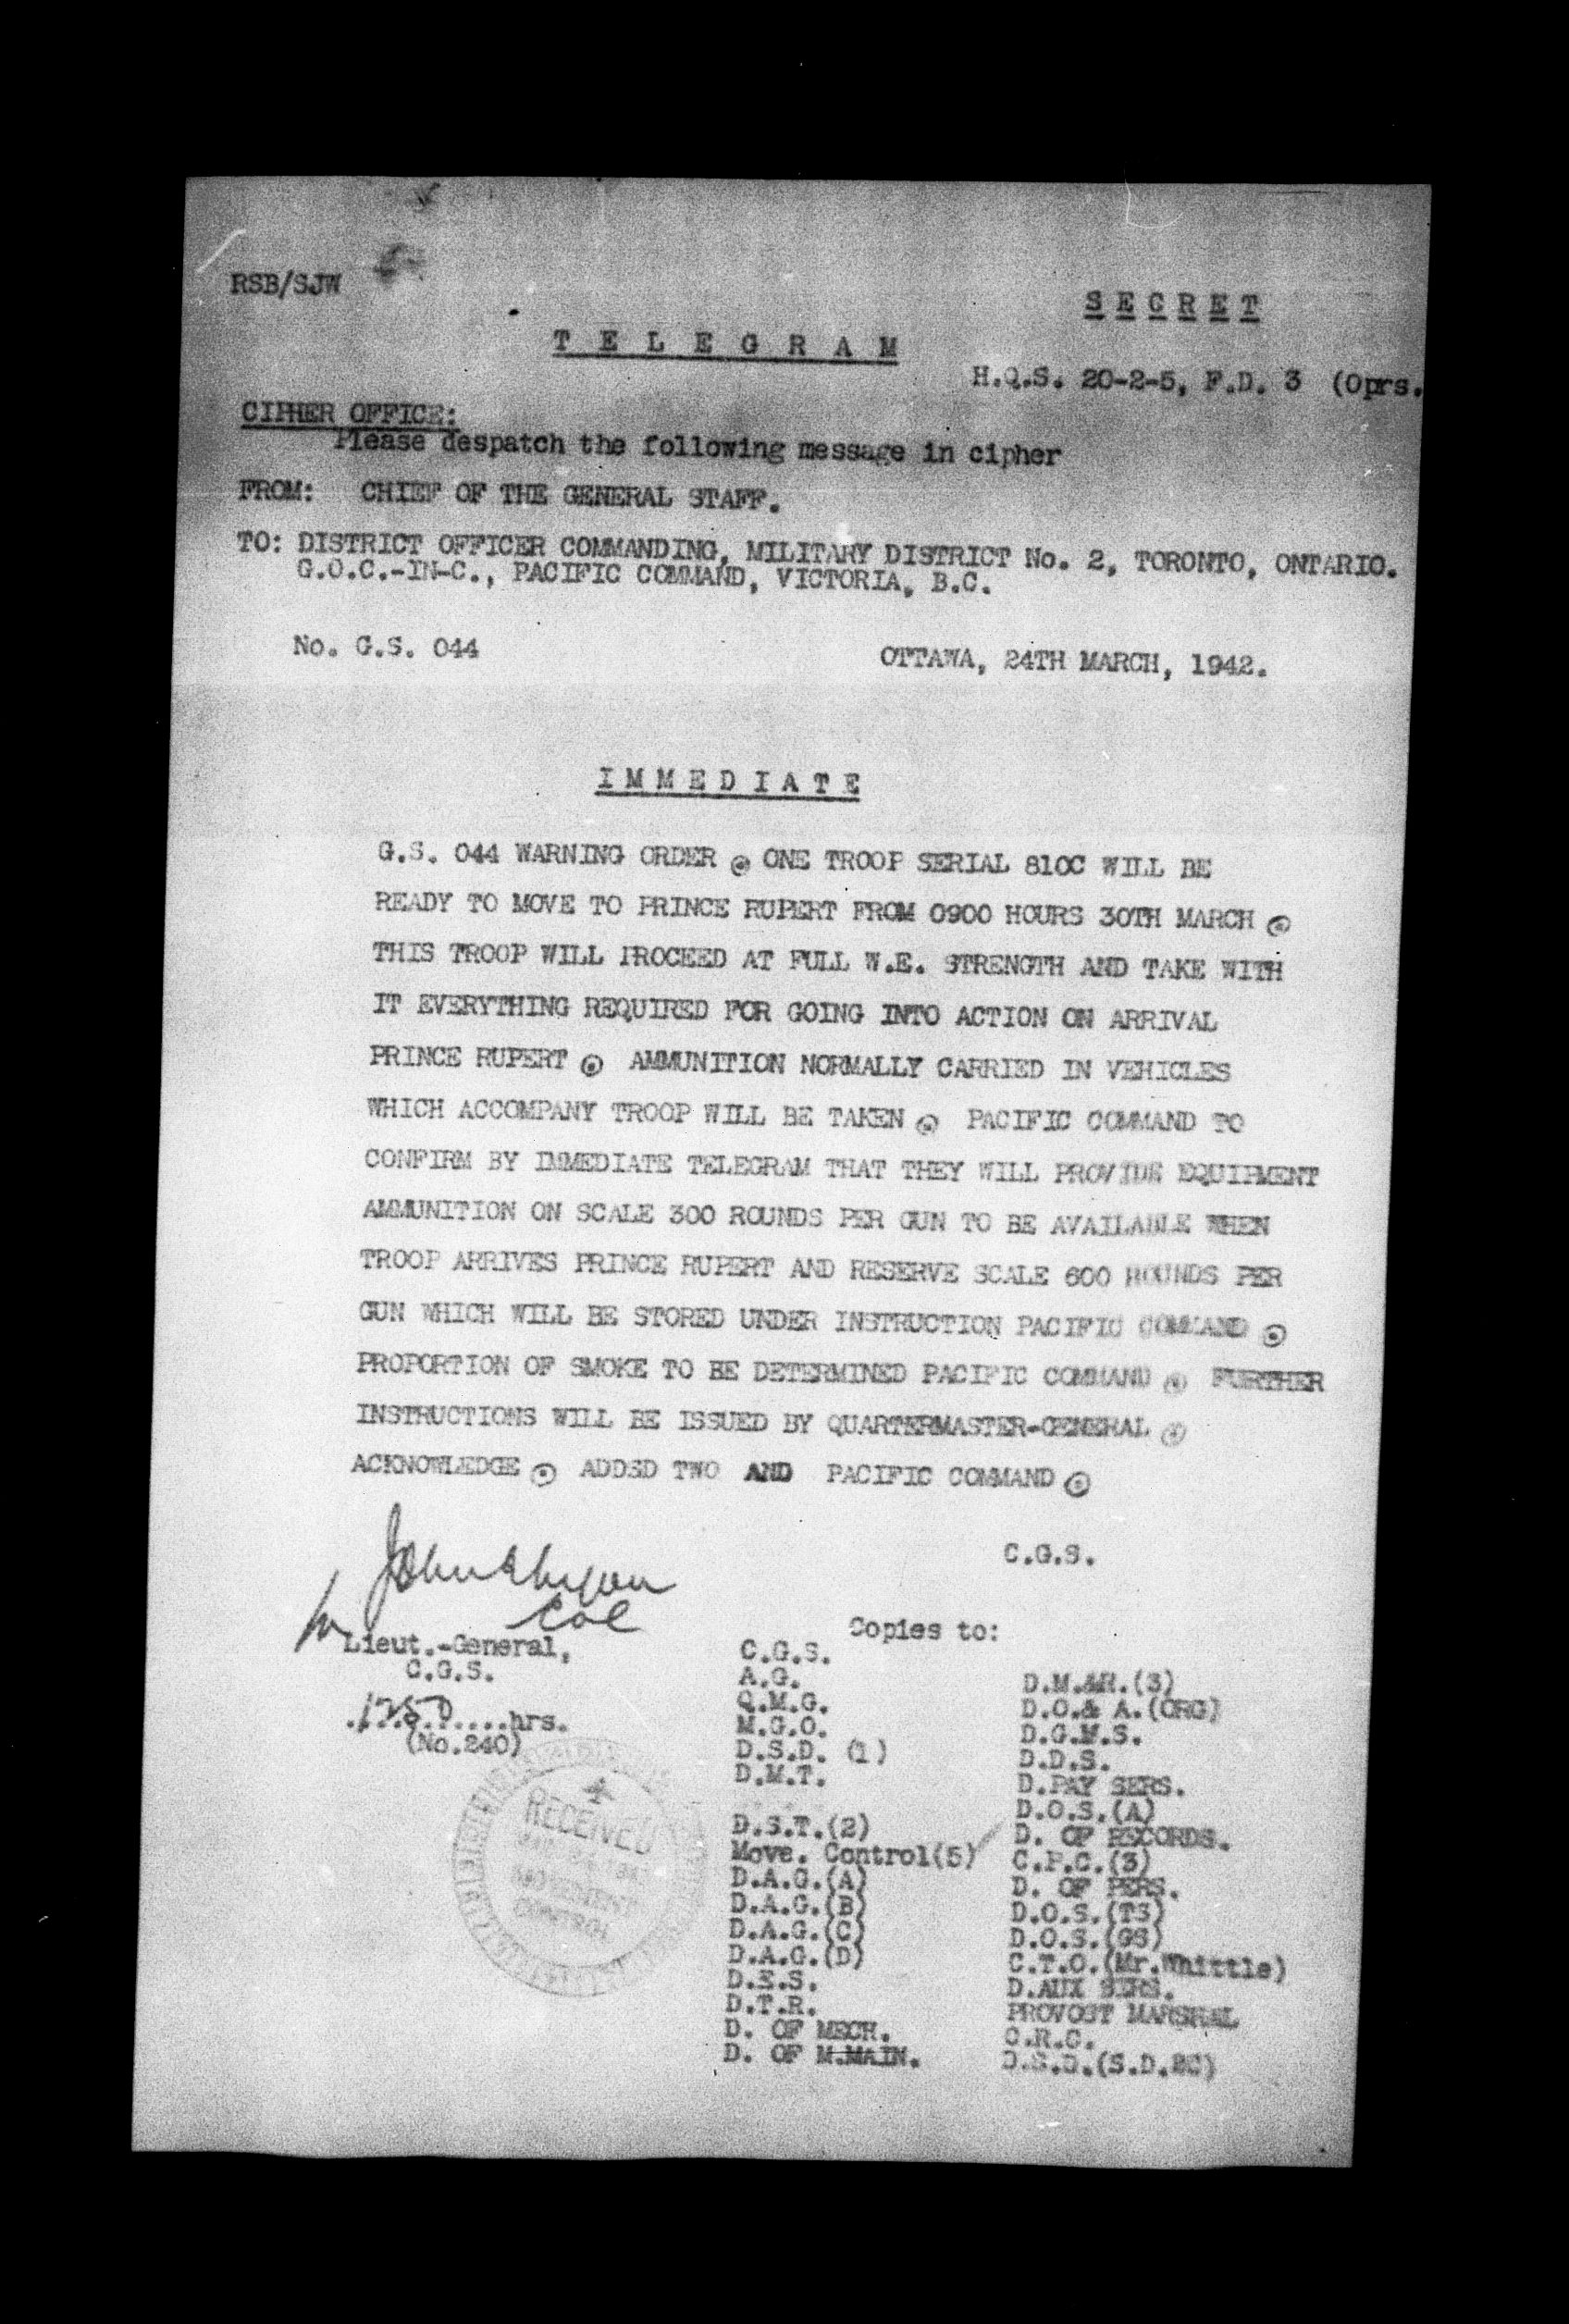 RSB/SJW
S E C R E T
T E L E G R A M
H.Q.S. 20-2-5, F.D. 3 (Oprs.
CIPHER OFFICE:
Please despatch the following message in cipher
FROM: CHIEF OF THE GENERAL STAFF.
TO: DISTRICT OFFICER COMMANDING, MILITARY DISTRICT No. 2, TORONTO, ONTARIO.
G.O.C.-IN-C., PACIFIC COMMAND, VICTORIA, B.C.
No. G.S. 044
OTTAWA, 24TH MARCH, 1942.
I M M E D I A T E
G.S. 044 WARNING ORDER ⊙ ONE TROOP SERIAL 810C WILL BE
READY TO MOVE TO PRINCE RUPERT FROM 0900 HOURS 30TH MARCH ⊙
THIS TROOP WILL PROCEED AT FULL W.E. STRENGTH AND TAKE WITH
IT EVERYTHING REQUIRED FOR GOING INTO ACTION ON ARRIVAL
PRINCE RUPERT ⊙ AMMUNITION NORMALLY CARRIED IN VEHICLES
WHICH ACCOMPANY TROOP WILL BE TAKEN ⊙ PACIFIC COMMAND TO
CONFIRM BY IMMEDIATE TELEGRAM THAT THEY WILL PROVIDE EQUIPMENT
AMMUNITION ON SCALE 300 ROUNDS PER GUN TO BE AVAILABLE WHEN
TROOP ARRIVES PRINCE RUPERT AND RESERVE SCALE 600 ROUNDS PER
GUN WHICH WILL BE STORED UNDER INSTRUCTION PACIFIC COMMAND ⊙
PROPORTION OF SMOKE TO BE DETERMINED PACIFIC COMMAND ⊙ FURTHER
INSTRUCTIONS WILL BE ISSUED BY QUARTERMASTER-GENERAL ⊙
ACKNOWLEDGE ⊙ ADDSD TWO AND PACIFIC COMMAND ⊙
C.G.S.
Col
Lieut.-General,
C.G.S.
1250 hrs.
(No.240)
RECEIVED
MOVEMENT
CONTROL
Copies to:
C.G.S.
A.G.
Q.M.G.
M.G.O.
D.S.D. (1)
D.M.T.
D.S.T.(2)
Move. Control(5)
D.A.G.(A)
D.A.G.(B)
D.A.G.(C)
D.A.G.(D)
D.E.S.
D.T.R.
D. OF MECH.
D. OF M.MAIN.
D.M.&R.(3)
D.O.& A.(ORG)
D.G.M.S.
D.D.S.
D.PAY SERS.
D.O.S.(A)
D. OF RECORDS.
C.P.C.(3)
D. OF PERS.
D.O.S.(TS)
D.O.S.(GS)
C.T.O.(Mr.Whittle)
D.AUX SERS.
PROVOST MARSHAL
C.R.C.
D.S.D.(S.D.2C)